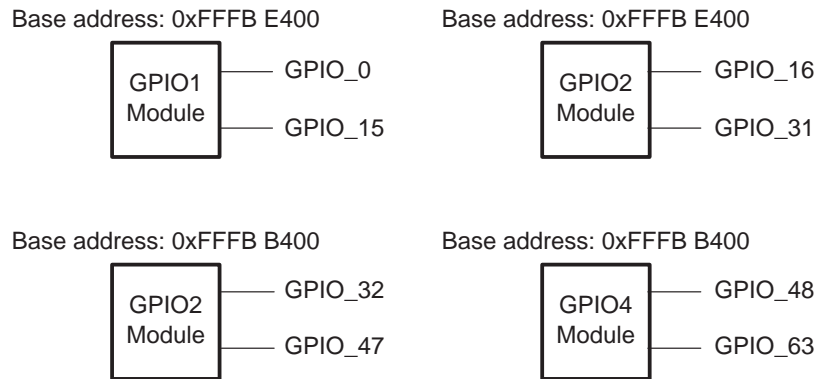 Base address: 0xFFFB E400
GPIO1
Module
GPIO_0
GPIO_15
Base address: 0xFFFB E400
GPIO2
Module
GPIO_16
GPIO_31
Base address: 0xFFFB B400
GPIO2
Module
GPIO_32
GPIO_47
Base address: 0xFFFB B400
GPIO4
Module
GPIO_48
GPIO_63